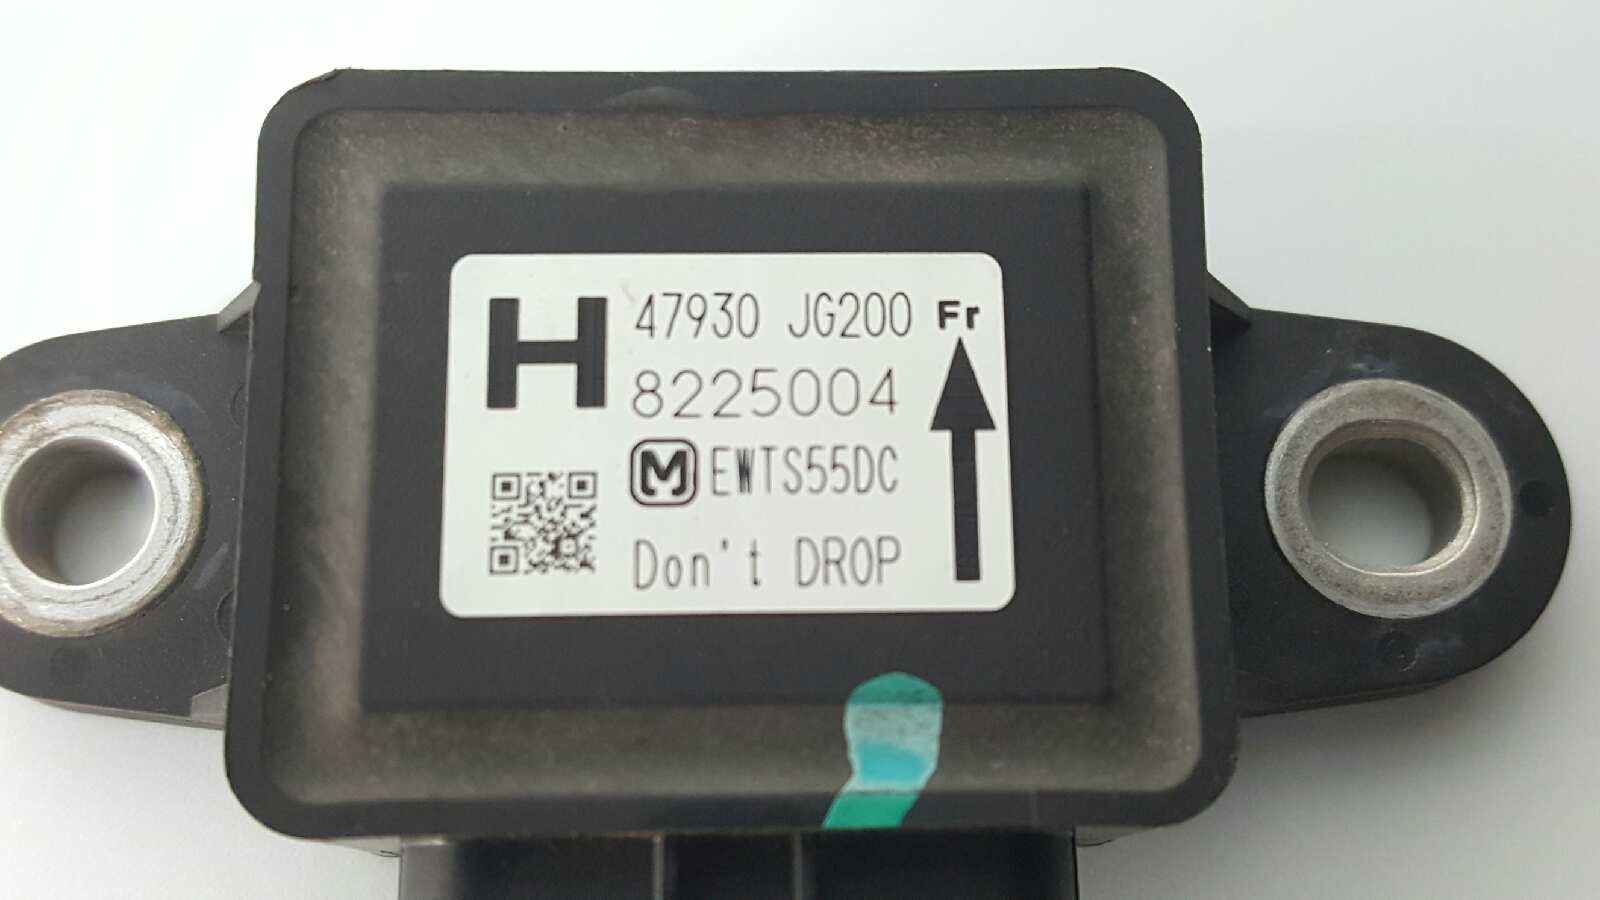 H 47930 JG200 Fr
8225004
M EWTS55DC
Don't DROP